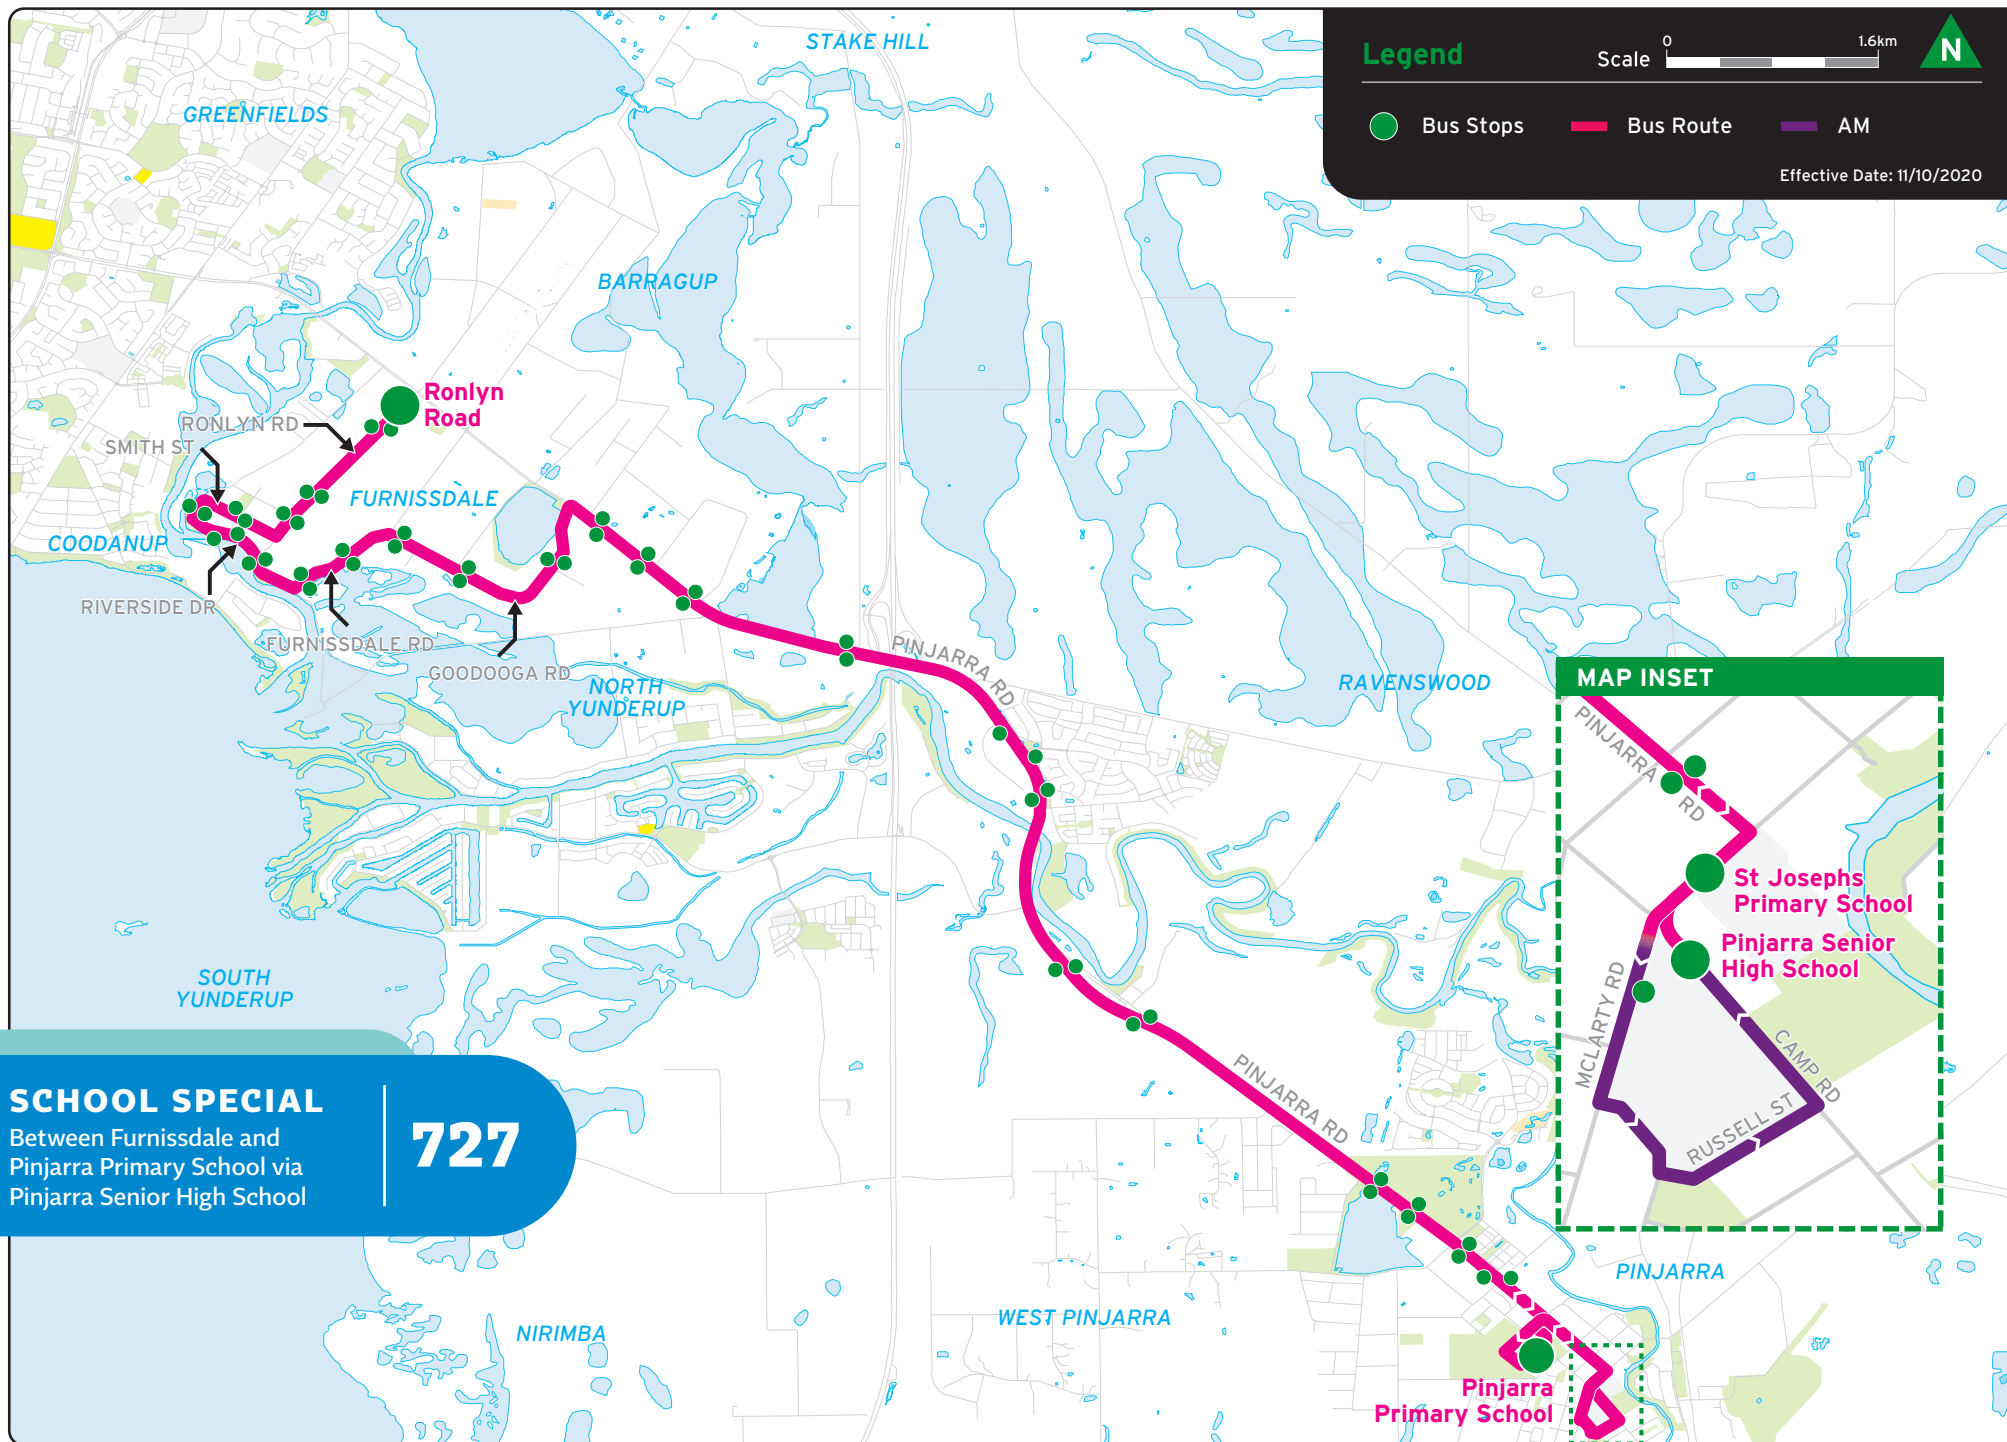 STAKE HILL
Legend
Scale
0
1.6km
N
Bus Stops
Bus Route
AM
Effective Date: 11/10/2020
GREENFIELDS
BARRAGUP
Ronlyn
Road
RONLYN RD
SMITH ST
FURNISSDALE
COODANUP
RIVERSIDE DR
FURNISSDALE RD
GOODOOGA RD
NORTH
YUNDERUP
PINJARRA RD
RAVENSWOOD
MAP INSET
PINJARRA
RD
St Josephs
Primary School
Pinjarra Senior
High School
MCLARTY RD
CAMP RD
RUSSELL ST
SOUTH
YUNDERUP
PINJARRA RD
SCHOOL SPECIAL
Between Furnissdale and
Pinjarra Primary School via
Pinjarra Senior High School
727
PINJARRA
WEST PINJARRA
NIRIMBA
Pinjarra
Primary School